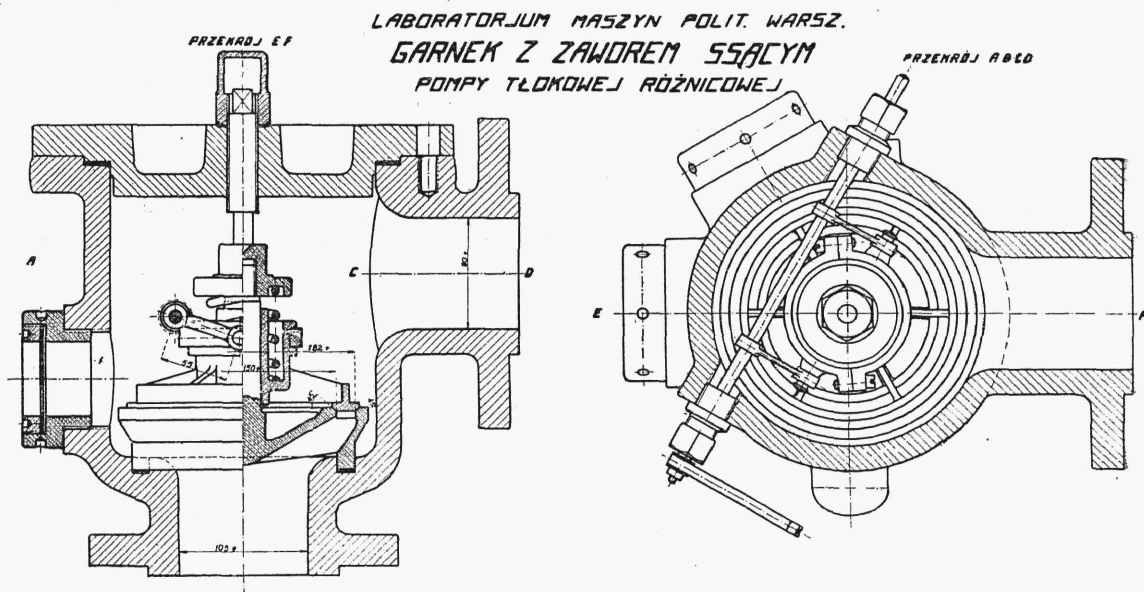 LABORATORJUM MASZYN POLIT. WARSZ.
GARNEK Z ZAWOREM SSĄCYM
POMPY TŁOKOWEJ RÓŻNICOWEJ
PRZEKRÓJ E F
PRZEKRÓJ A B C D
A
C
D
E
F
182
150
105